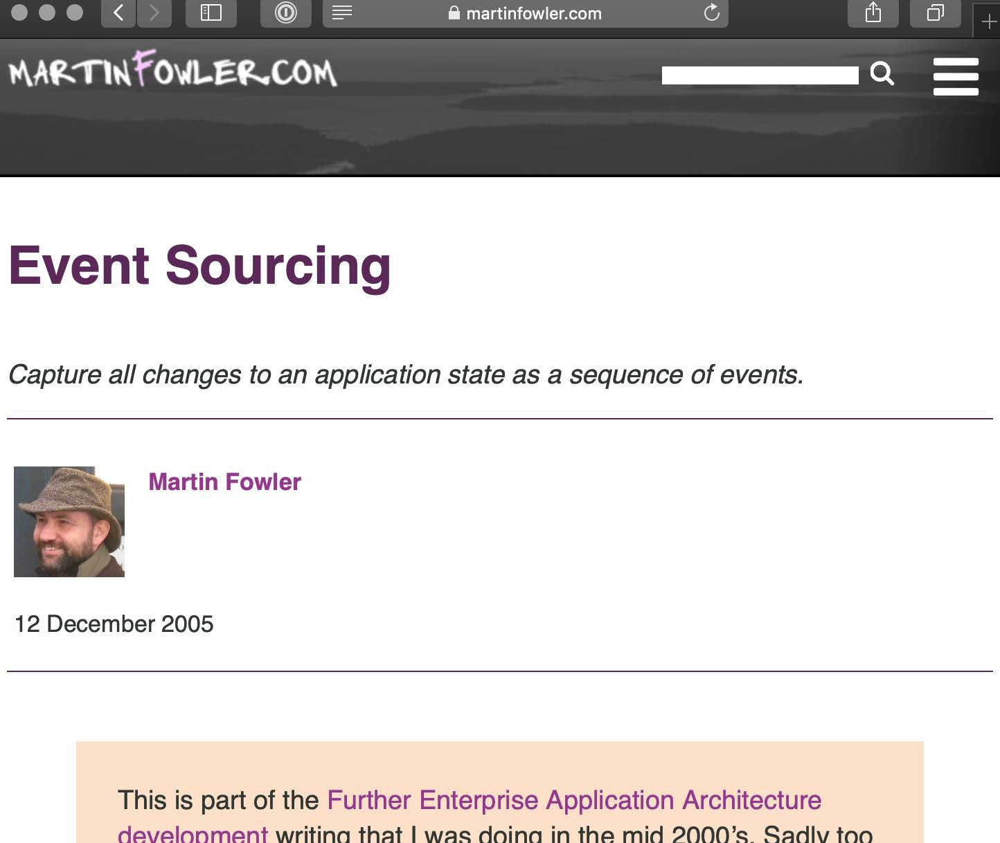 martinfowler.com
MARTINFOWLER.COM
Event Sourcing
Capture all changes to an application state as a sequence of events.
Martin Fowler
12 December 2005
This is part of the Further Enterprise Application Architecture
development writing that I was doing in the mid 2000’s. Sadly too